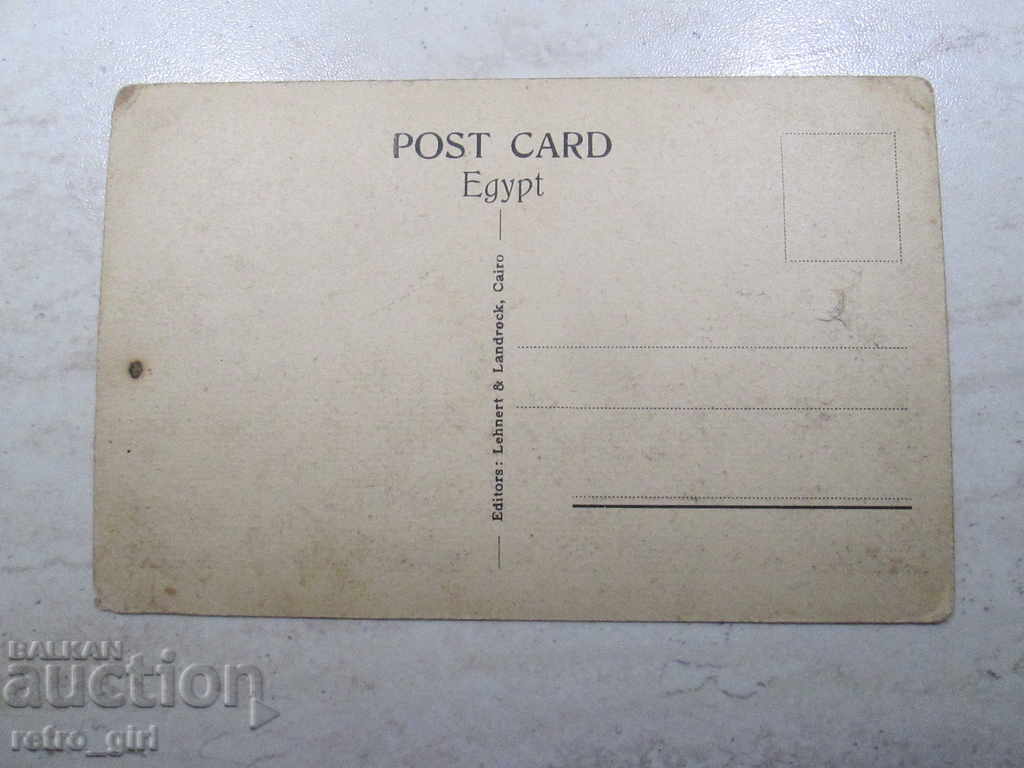 POST CARD
Egypt
Editors: Lehnert & Landrock, Cairo
BALKAN
auction
retro_girl